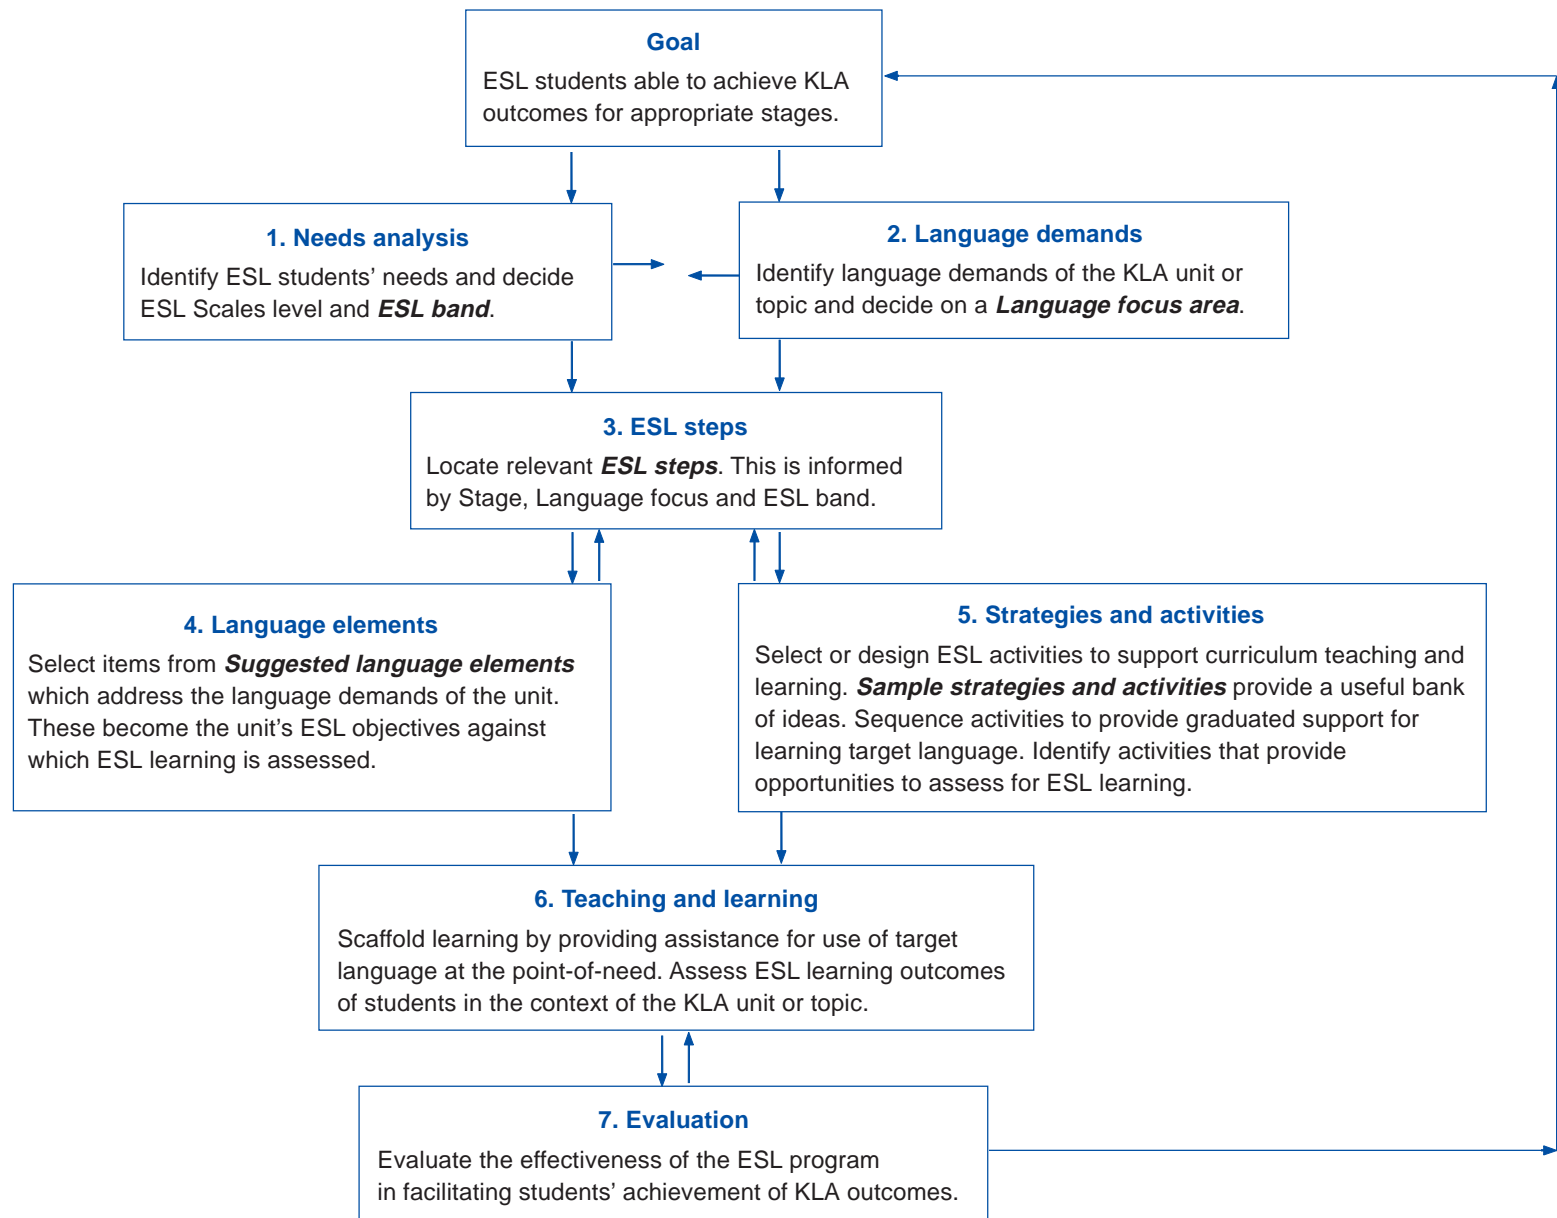 Goal
ESL students able to achieve KLA
outcomes for appropriate stages.
1. Needs analysis
Identify ESL students’ needs and decide
ESL Scales level and ESL band.
2. Language demands
Identify language demands of the KLA unit or
topic and decide on a Language focus area.
3. ESL steps
Locate relevant ESL steps. This is informed
by Stage, Language focus and ESL band.
4. Language elements
Select items from Suggested language elements
which address the language demands of the unit.
These become the unit’s ESL objectives against
which ESL learning is assessed.
5. Strategies and activities
Select or design ESL activities to support curriculum teaching and
learning. Sample strategies and activities provide a useful bank
of ideas. Sequence activities to provide graduated support for
learning target language. Identify activities that provide
opportunities to assess for ESL learning.
6. Teaching and learning
Scaffold learning by providing assistance for use of target
language at the point-of-need. Assess ESL learning outcomes
of students in the context of the KLA unit or topic.
7. Evaluation
Evaluate the effectiveness of the ESL program
in facilitating students’ achievement of KLA outcomes.